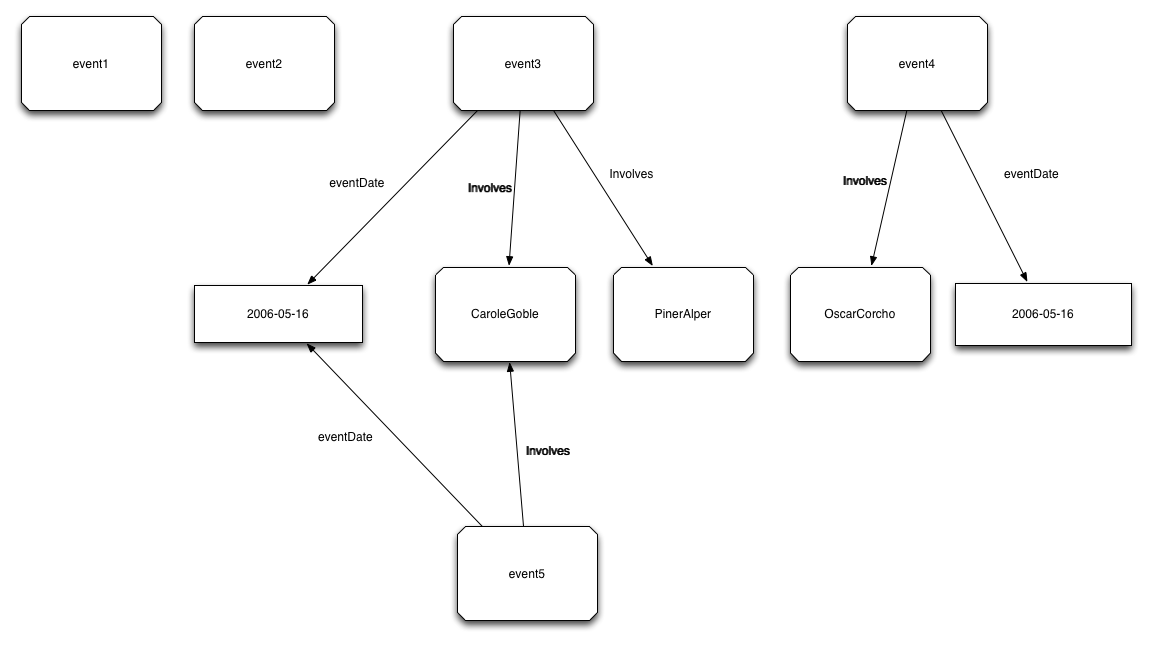 event1
event2
event3
event4
eventDate
Involves
Involves
Involves
eventDate
2006-05-16
CaroleGoble
PinerAlper
OscarCorcho
2006-05-16
eventDate
Involves
event5